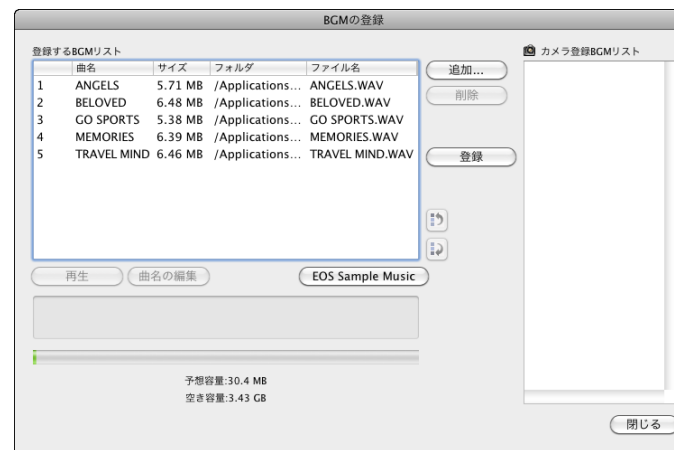 BGMの登録
登録するBGMリスト
カメラ登録BGMリスト
曲名 サイズ フォルダ ファイル名
1 ANGELS 5.71 MB /Applications... ANGELS.WAV
2 BELOVED 6.48 MB /Applications... BELOVED.WAV
3 GO SPORTS 5.38 MB /Applications... GO SPORTS.WAV
4 MEMORIES 6.39 MB /Applications... MEMORIES.WAV
5 TRAVEL MIND 6.46 MB /Applications... TRAVEL MIND.WAV
追加...
削除
登録
再生 曲名の編集 EOS Sample Music
予想容量:30.4 MB
空き容量:3.43 GB
閉じる